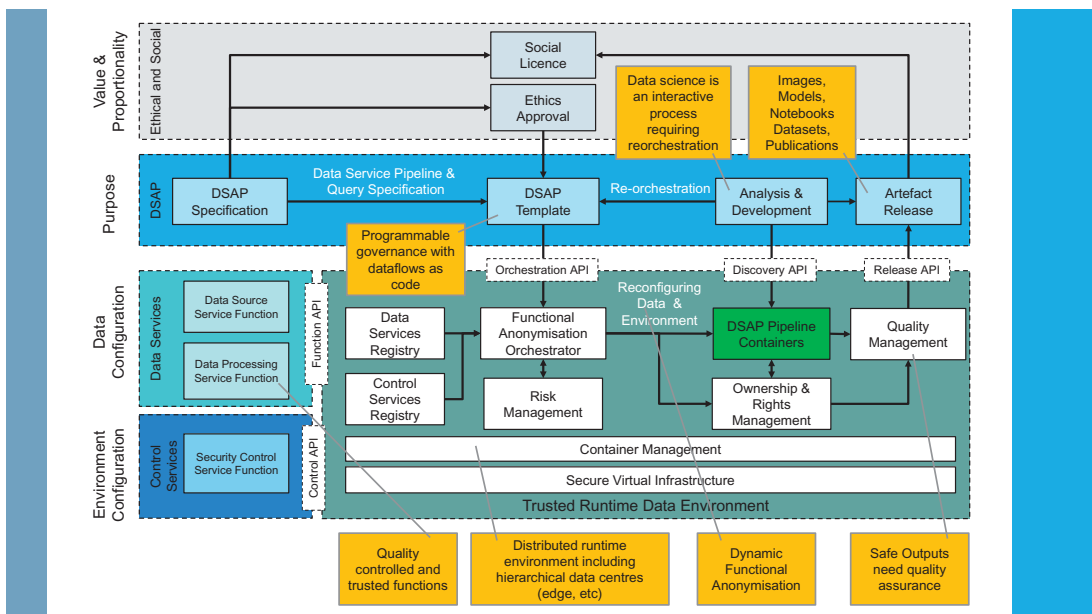 Value &
Proportionality
Ethical and Social
Social
Licence
Ethics
Approval
Data science is
an interactive
process
requiring
reorchestration
Images,
Models,
Notebooks
Datasets,
Publications
Purpose
DSAP
DSAP
Specification
Data Service Pipeline &
Query Specification
DSAP
Template
Re-orchestration
Analysis &
Development
Artefact
Release
Programmable
governance with
dataflows as
code
Orchestration API
Discovery API
Release API
Data
Configuration
Data Services
Data Source
Service Function
Data Processing
Service Function
Function API
Data
Services
Registry
Control
Services
Registry
Functional
Anonymisation
Orchestrator
Risk
Management
Reconfiguring
Data &
Environment
DSAP Pipeline
Containers
Quality
Management
Ownership &
Rights
Management
Environment
Configuration
Control
Services
Security Control
Service Function
Control API
Container Management
Secure Virtual Infrastructure
Trusted Runtime Data Environment
Quality
controlled and
trusted functions
Distributed runtime
environment including
hierarchical data centres
(edge, etc)
Dynamic
Functional
Anonymisation
Safe Outputs
need quality
assurance